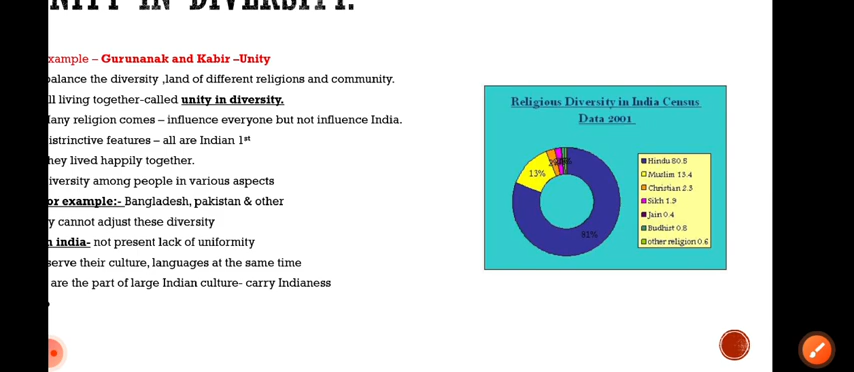 UNITY IN DIVERSITY.
xample – Gurunanak and Kabir –Unity
balance the diversity ,land of different religions and community.
ll living together-called unity in diversity.
any religion comes – influence everyone but not influence India.
istrinctive features – all are Indian 1st
hey lived happily together.
iversity among people in various aspects
or example:- Bangladesh, pakistan & other
y cannot adjust these diversity
india- not present lack of uniformity
serve their culture, languages at the same time
are the part of large Indian culture- carry Indianess
Religious Diversity in India Census
Data 2001
13%
81%
Hindu 80.5
Muslim 13.4
Christian 2.3
Sikh 1.9
Jain 0.4
Budhist 0.8
other religion 0.6